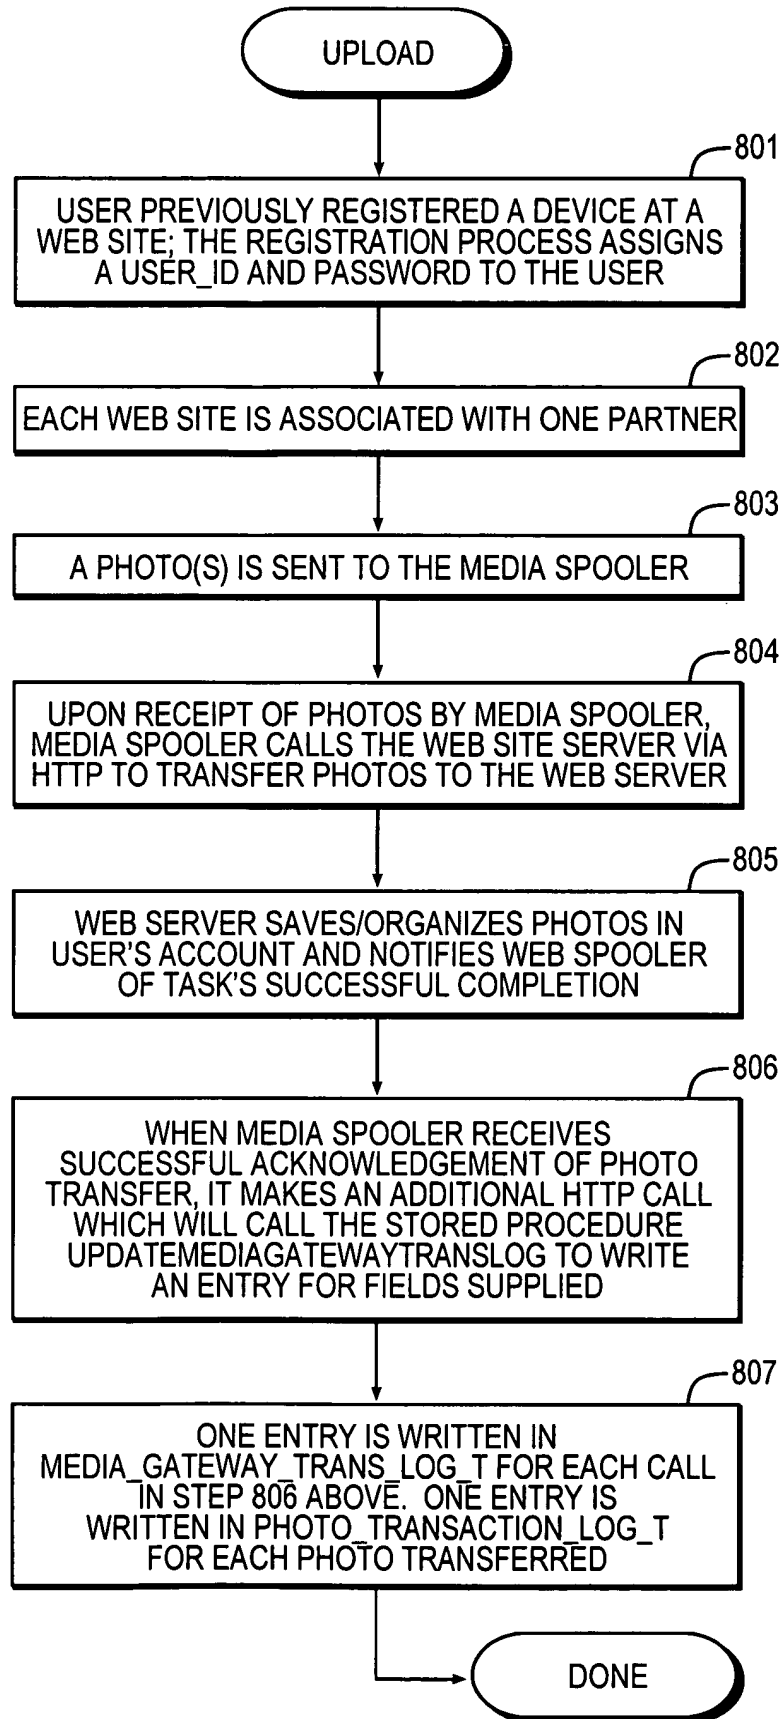 UPLOAD
801
USER PREVIOUSLY REGISTERED A DEVICE AT A
WEB SITE; THE REGISTRATION PROCESS ASSIGNS
A USER_ID AND PASSWORD TO THE USER
802
EACH WEB SITE IS ASSOCIATED WITH ONE PARTNER
803
A PHOTO(S) IS SENT TO THE MEDIA SPOOLER
804
UPON RECEIPT OF PHOTOS BY MEDIA SPOOLER,
MEDIA SPOOLER CALLS THE WEB SITE SERVER VIA
HTTP TO TRANSFER PHOTOS TO THE WEB SERVER
805
WEB SERVER SAVES/ORGANIZES PHOTOS IN
USER'S ACCOUNT AND NOTIFIES WEB SPOOLER
OF TASK'S SUCCESSFUL COMPLETION
806
WHEN MEDIA SPOOLER RECEIVES
SUCCESSFUL ACKNOWLEDGEMENT OF PHOTO
TRANSFER, IT MAKES AN ADDITIONAL HTTP CALL
WHICH WILL CALL THE STORED PROCEDURE
UPDATEMEDIAGATEWAYTRANSLOG TO WRITE
AN ENTRY FOR FIELDS SUPPLIED
807
ONE ENTRY IS WRITTEN IN
MEDIA_GATEWAY_TRANS_LOG_T FOR EACH CALL
IN STEP 806 ABOVE. ONE ENTRY IS
WRITTEN IN PHOTO_TRANSACTION_LOG_T
FOR EACH PHOTO TRANSFERRED
DONE